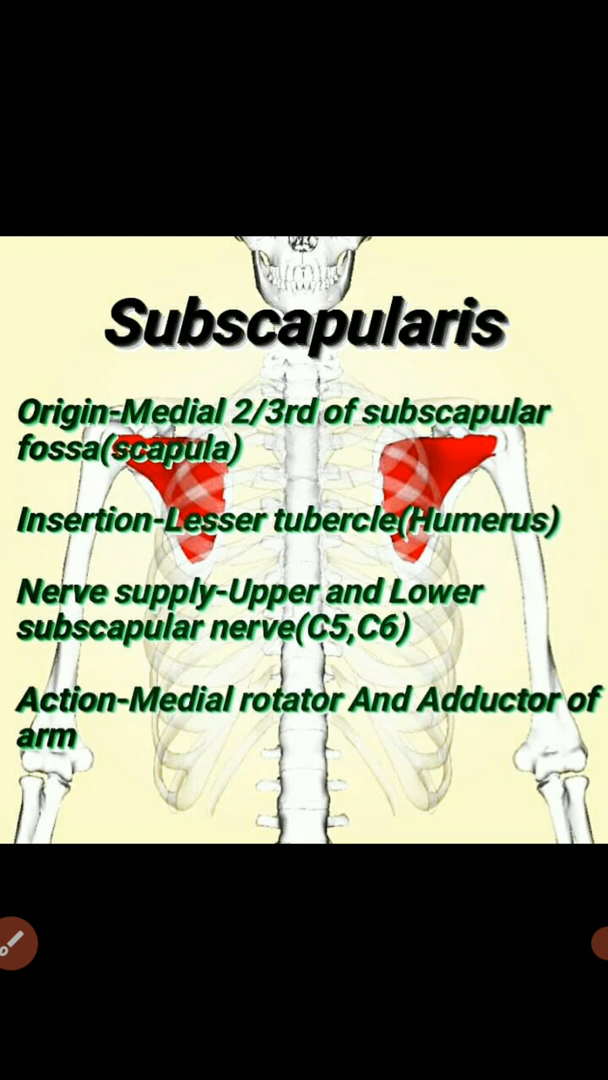 Subscapularis
Origin-Medial 2/3rd of subscapular
fossa(scapula)
Insertion-Lesser tubercle(Humerus)
Nerve supply-Upper and Lower
subscapular nerve(C5,C6)
Action-Medial rotator And Adductor of
arm